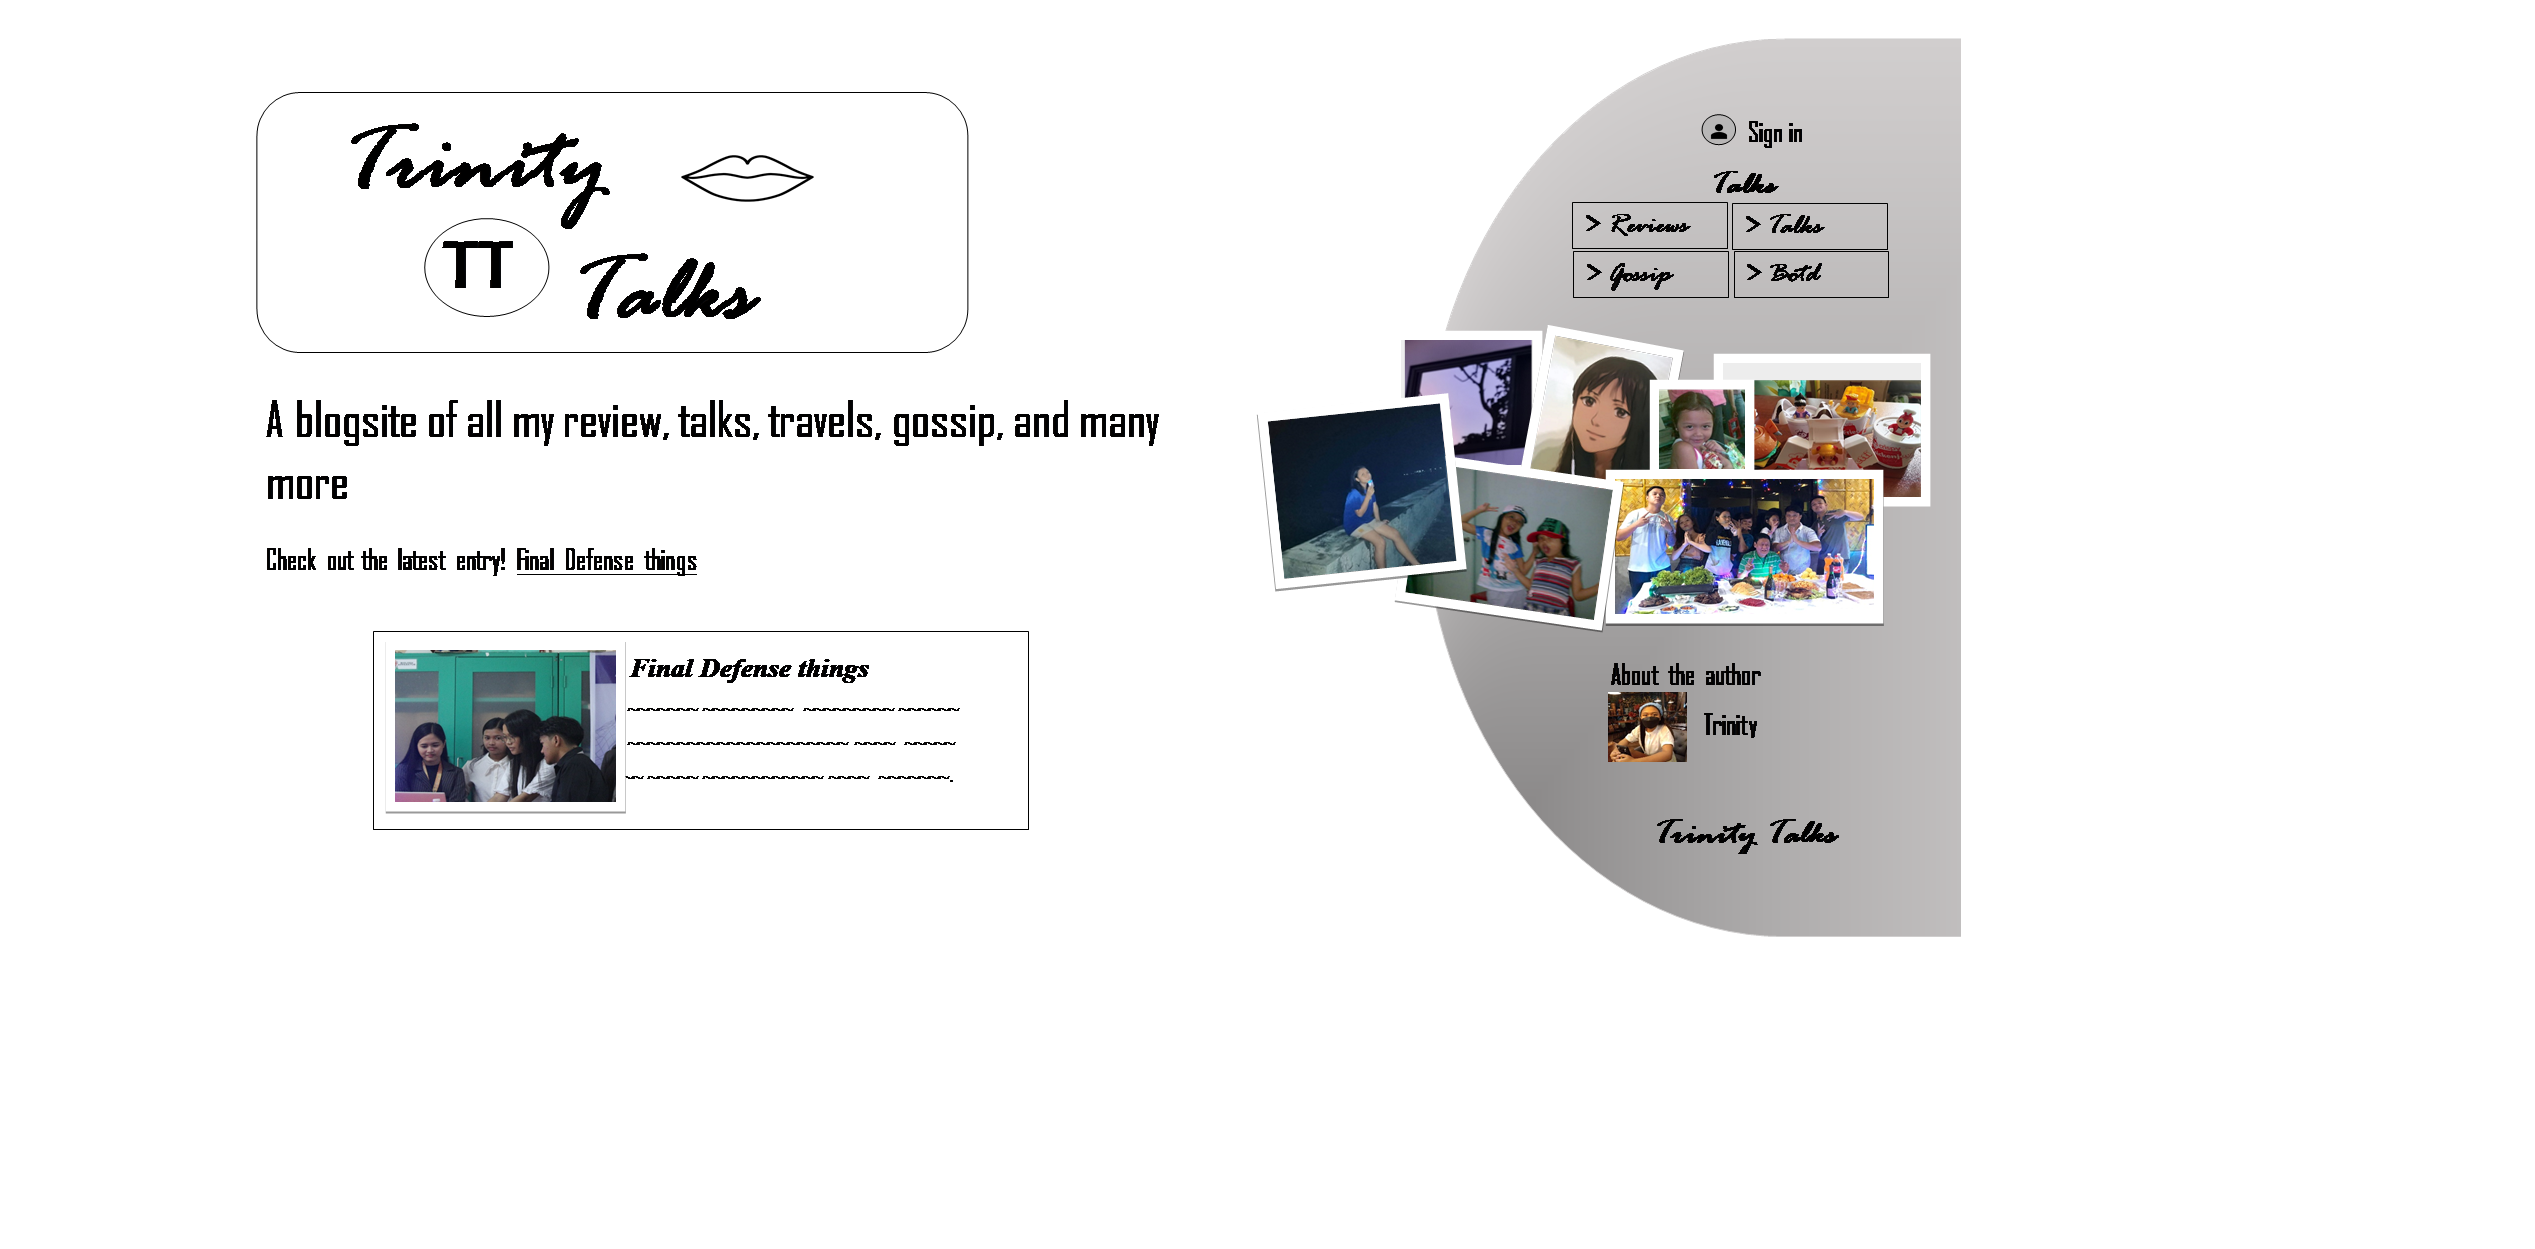 Trinity
TT
Talks
A blogsite of all my review, talks, travels, gossip, and many
more
Check out the latest entry! Final Defense things
Final Defense things
Sign in
Talks
> Reviews
> Talks
> Gossip
> Botd
About the author
Trinity
Trinity Talks